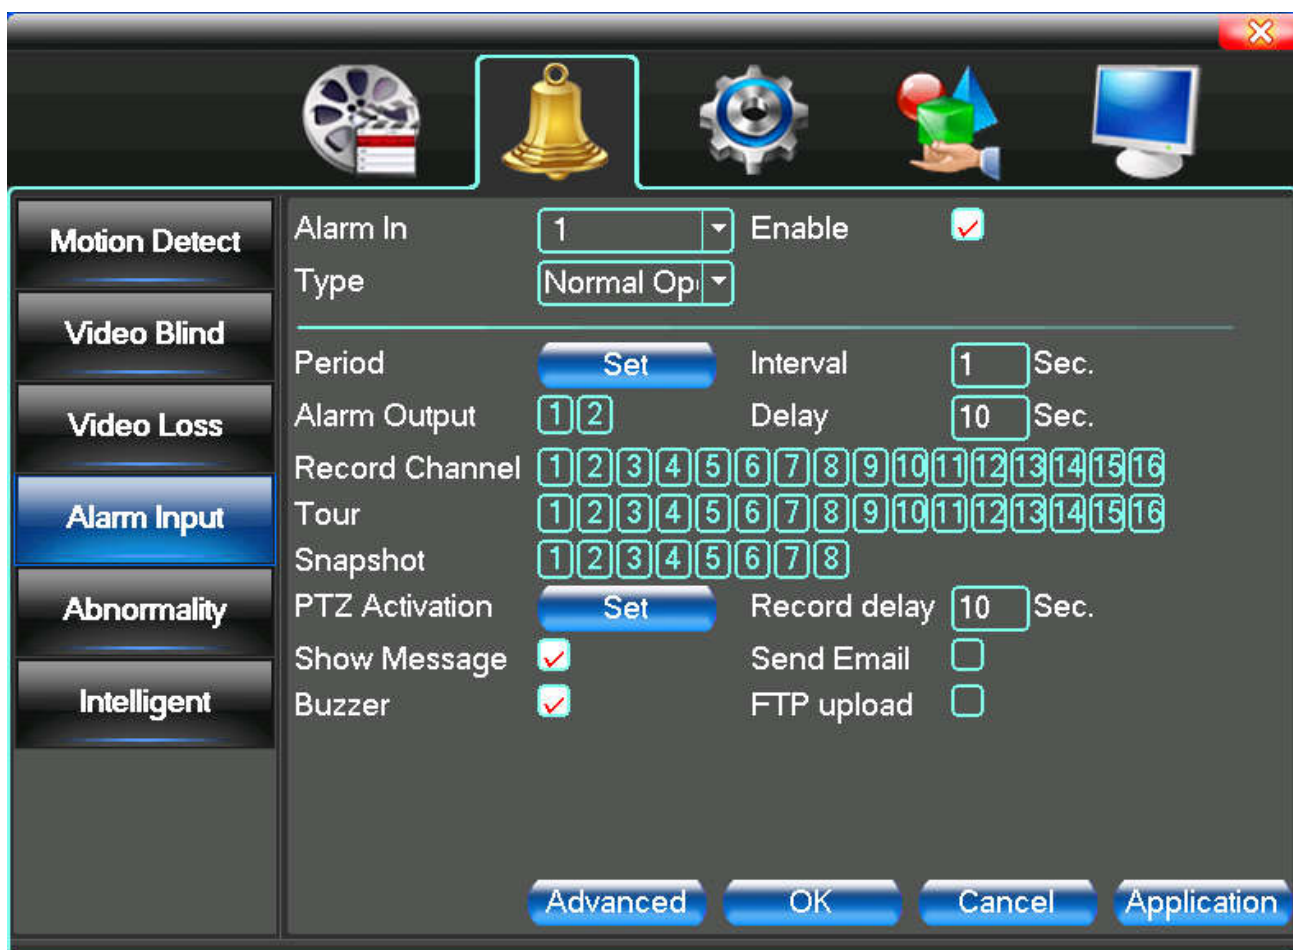 Motion Detect
Video Blind
Video Loss
Alarm Input
Abnormality
Intelligent
Alarm In 1 Enable
Type Normal Op
Period Set Interval 1 Sec.
Alarm Output 1 2 Delay 10 Sec.
Record Channel 1 2 3 4 5 6 7 8 9 10 11 12 13 14 15 16
Tour 1 2 3 4 5 6 7 8 9 10 11 12 13 14 15 16
Snapshot 1 2 3 4 5 6 7 8
PTZ Activation Set Record delay 10 Sec.
Show Message Send Email
Buzzer FTP upload
Advanced OK Cancel Application